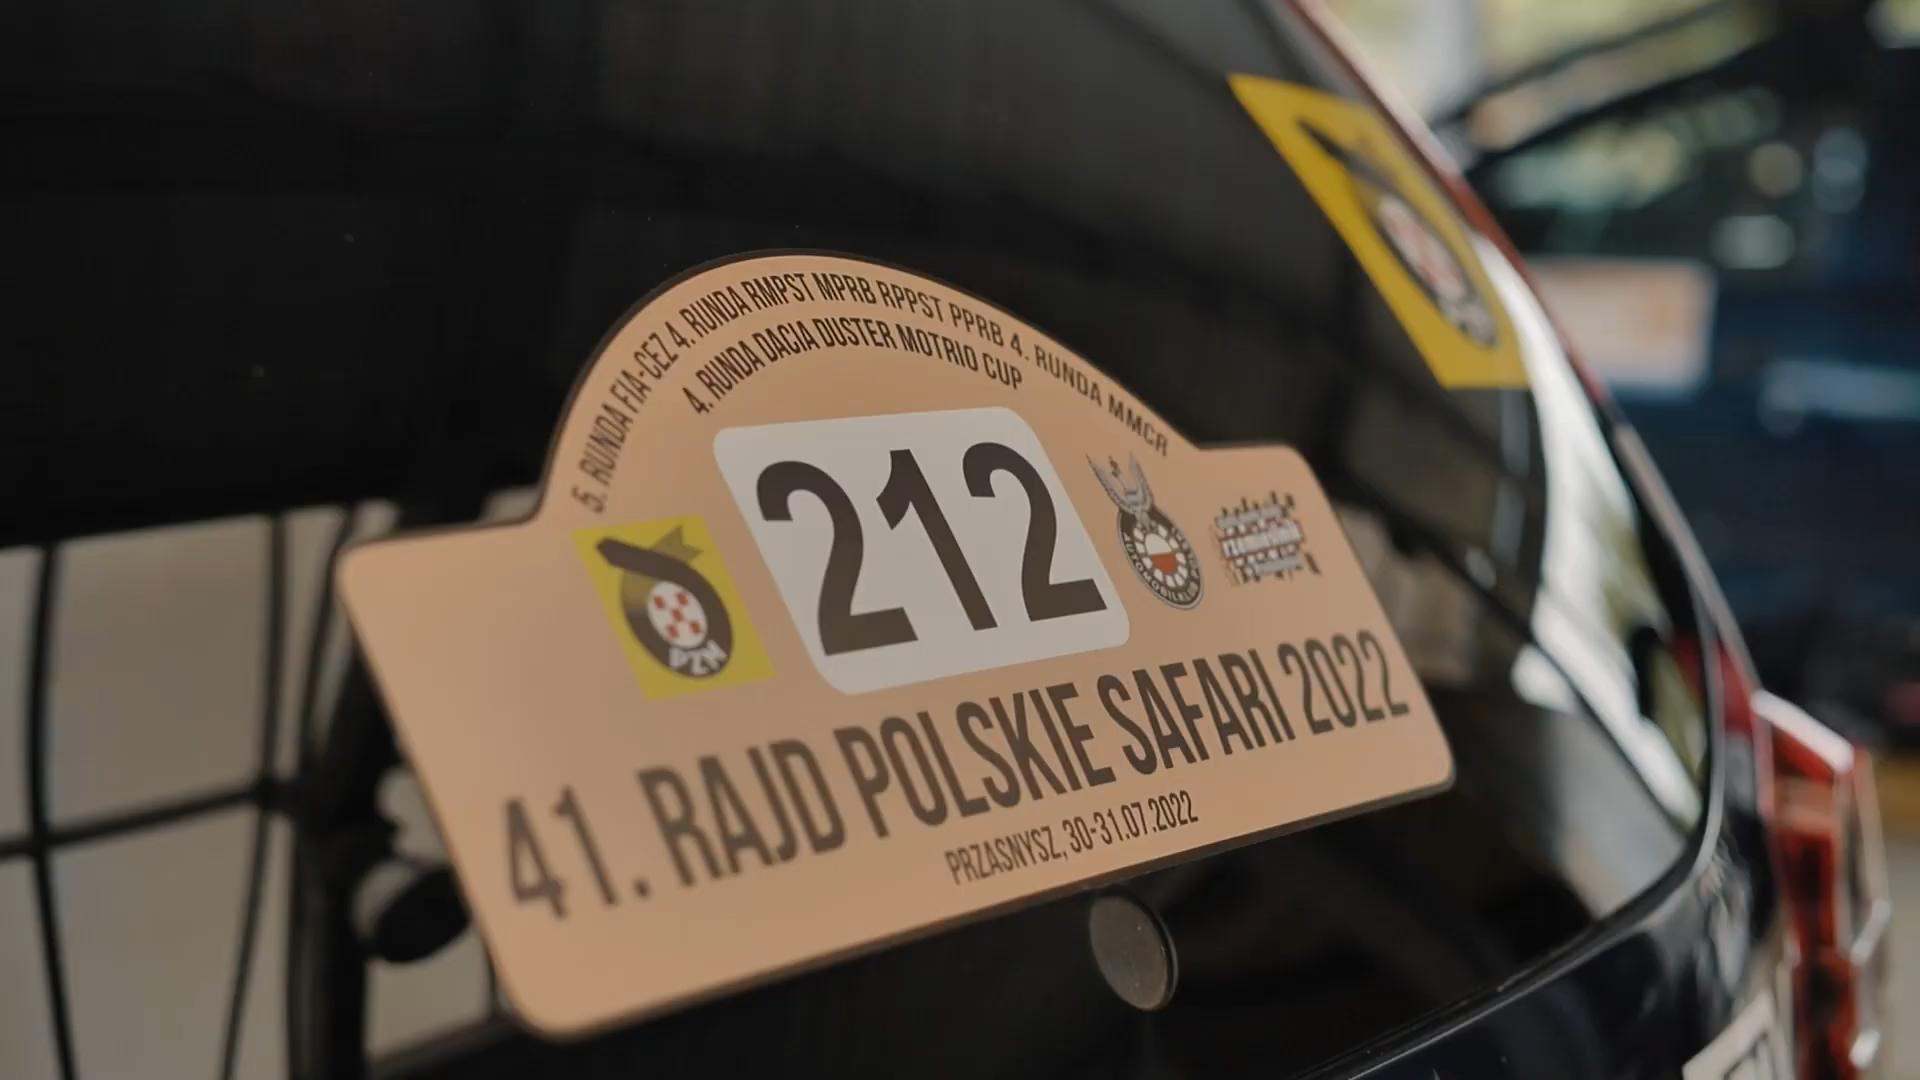 5. RUNDA FIA-CEZ 4. RUNDA RMPST MPRB RPPST PPRB 4. RUNDA MMCR
4. RUNDA DACIA DUSTER MOTRIO CUP
212
PZM
AUTOMOBILKLUB
41. RAJD POLSKIE SAFARI 2022
PRZASNYSZ, 30-31.07.2022